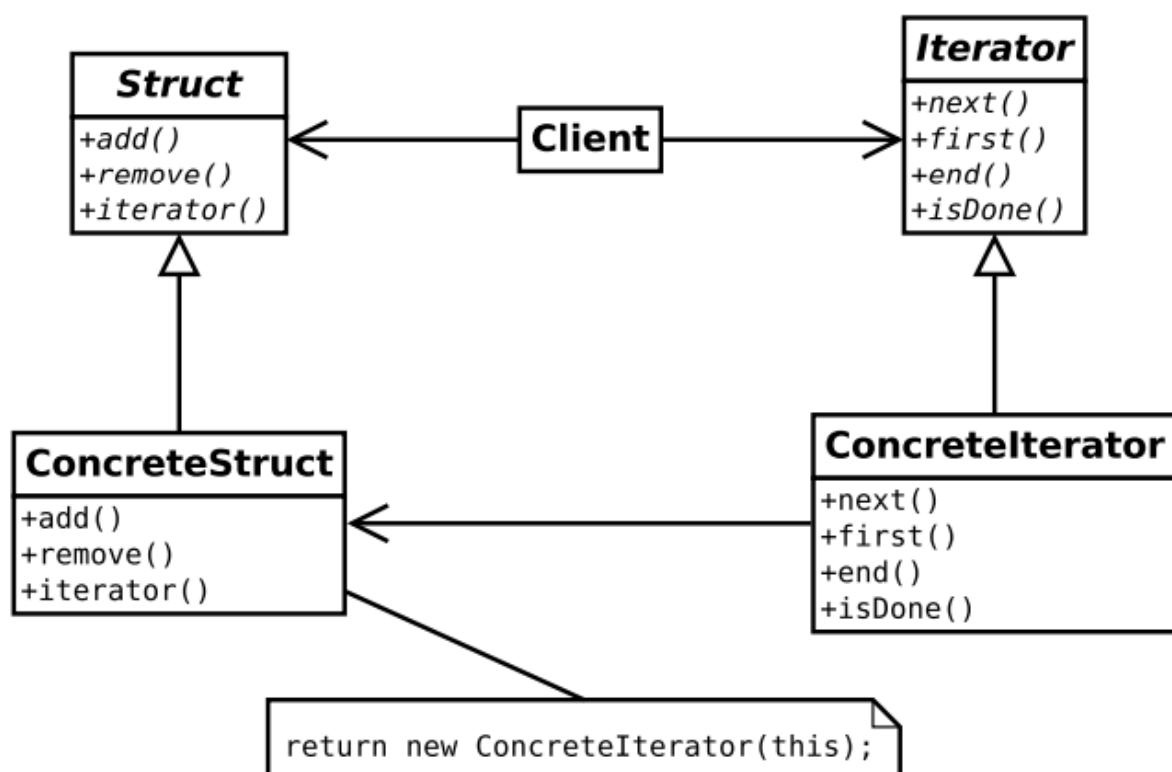 Struct
+add()
+remove()
+iterator()
Client
Iterator
+next()
+first()
+end()
+isDone()
ConcreteStruct
+add()
+remove()
+iterator()
ConcreteIterator
+next()
+first()
+end()
+isDone()
return new ConcreteIterator(this);